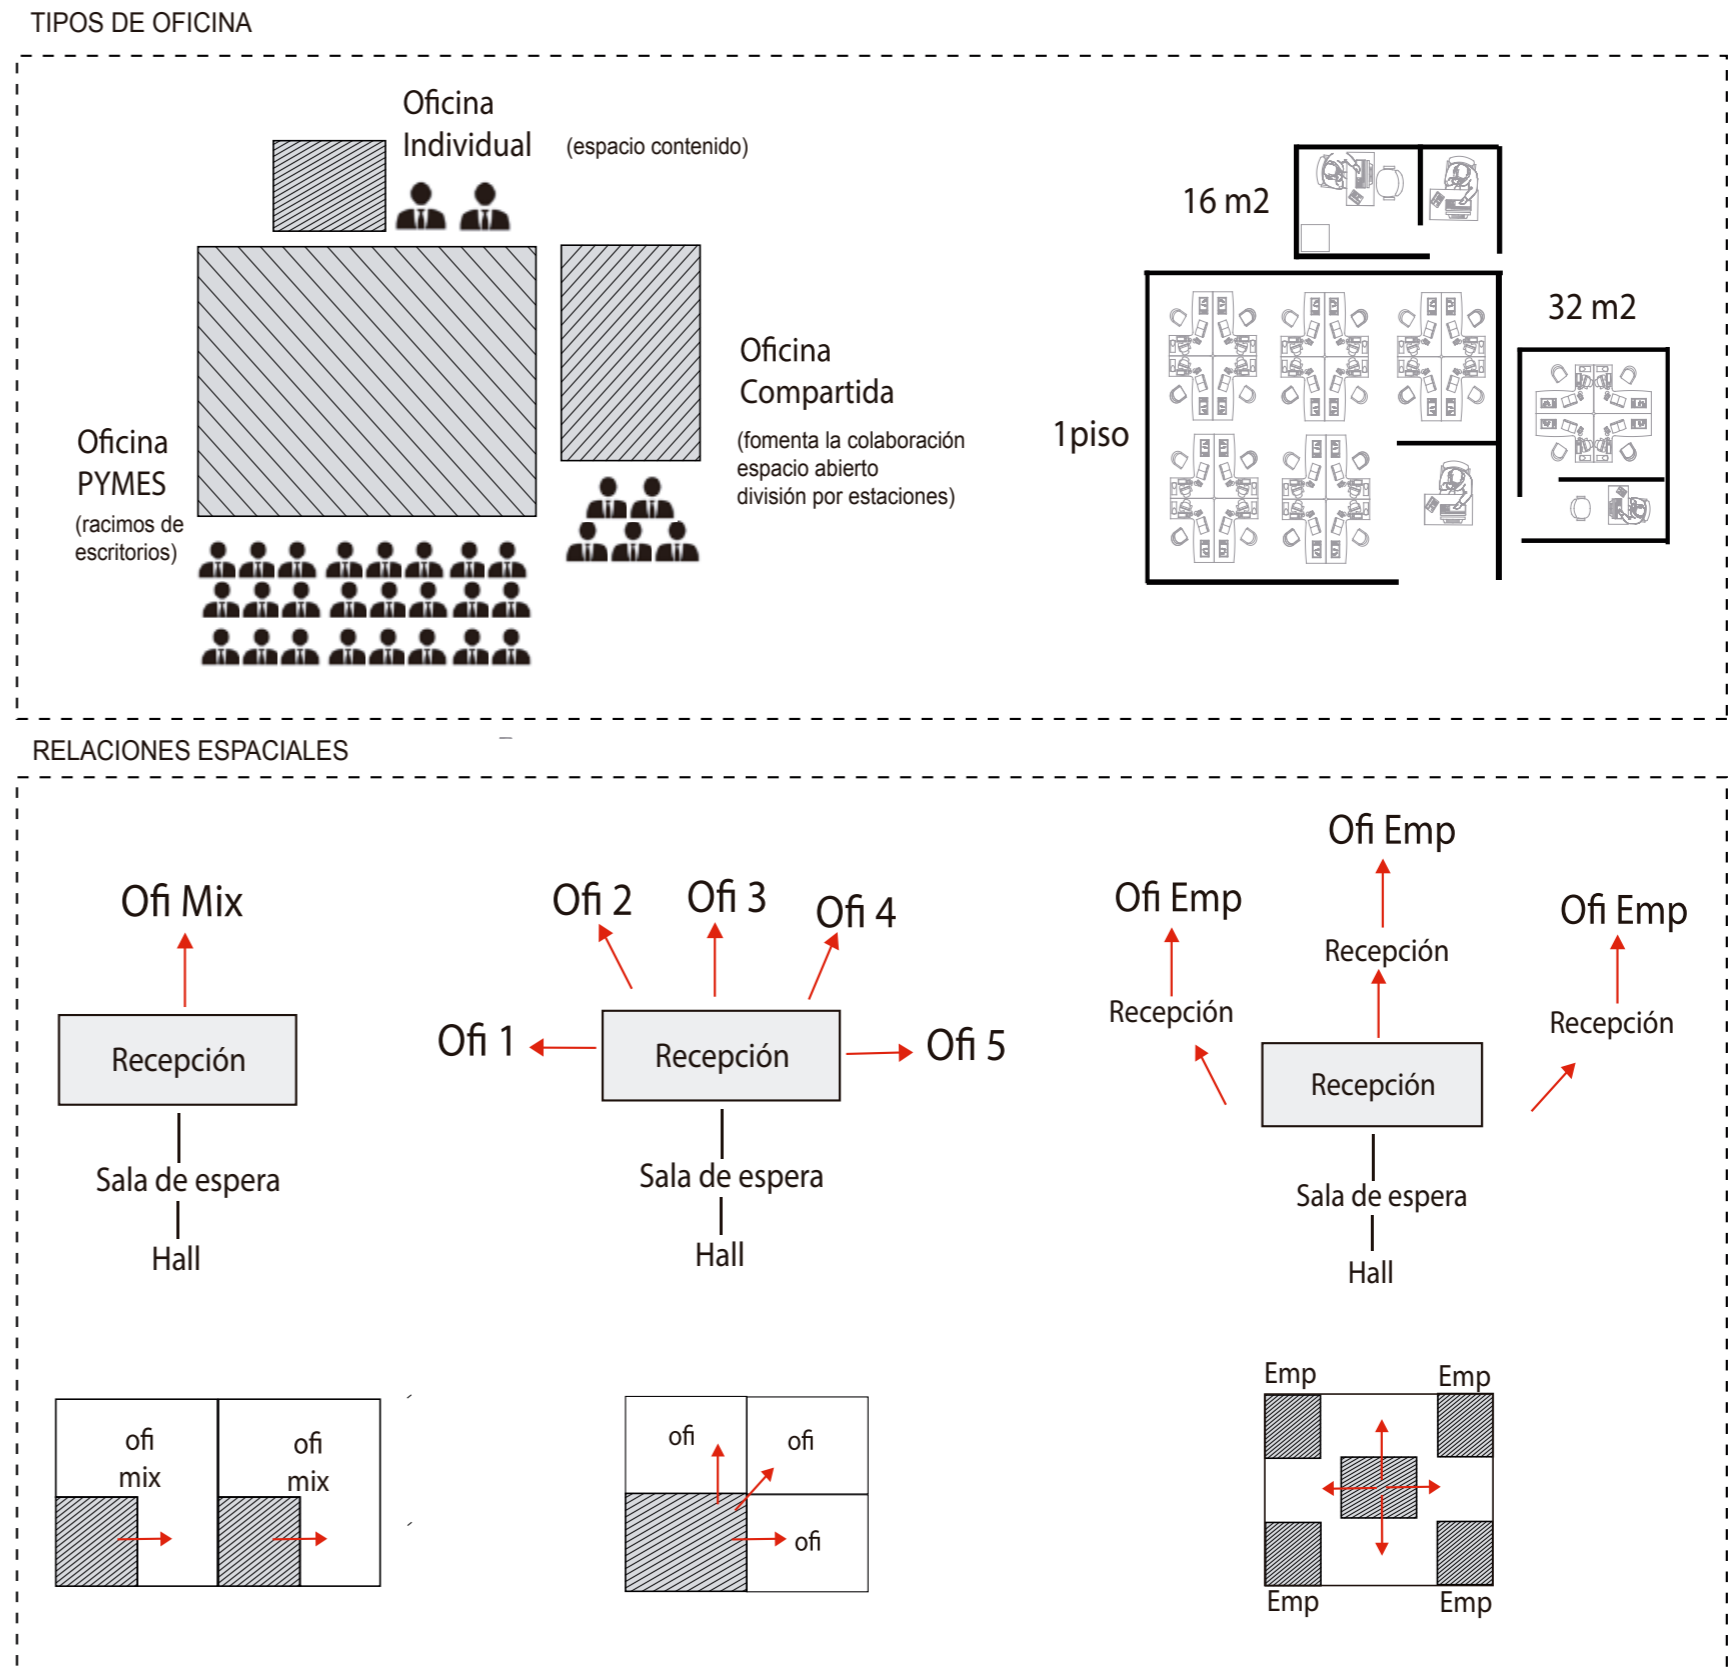 TIPOS DE OFICINA
Oficina
Individual
(espacio contenido)
Oficina
Compartida
(fomenta la colaboración
espacio abierto
división por estaciones)
Oficina
PYMES
(racimos de
escritorios)
16 m2
32 m2
1piso
RELACIONES ESPACIALES
Ofi Mix
Recepción
Sala de espera
Hall
Ofi 1
Ofi 2
Ofi 3
Ofi 4
Ofi 5
Recepción
Sala de espera
Hall
Ofi Emp
Ofi Emp
Ofi Emp
Recepción
Recepción
Recepción
Recepción
Sala de espera
Hall
ofi
mix
ofi
mix
ofi
ofi
ofi
Emp
Emp
Emp
Emp